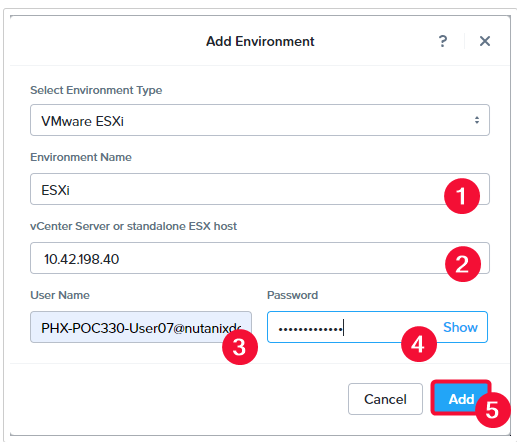 Add Environment ?
Select Environment Type
VMware ESXi
Environment Name
ESXi
1
vCenter Server or standalone ESX host
10.42.198.40
2
User Name Password
PHX-POC330-User07@nutanixd
3
Show
4
Cancel Add
5